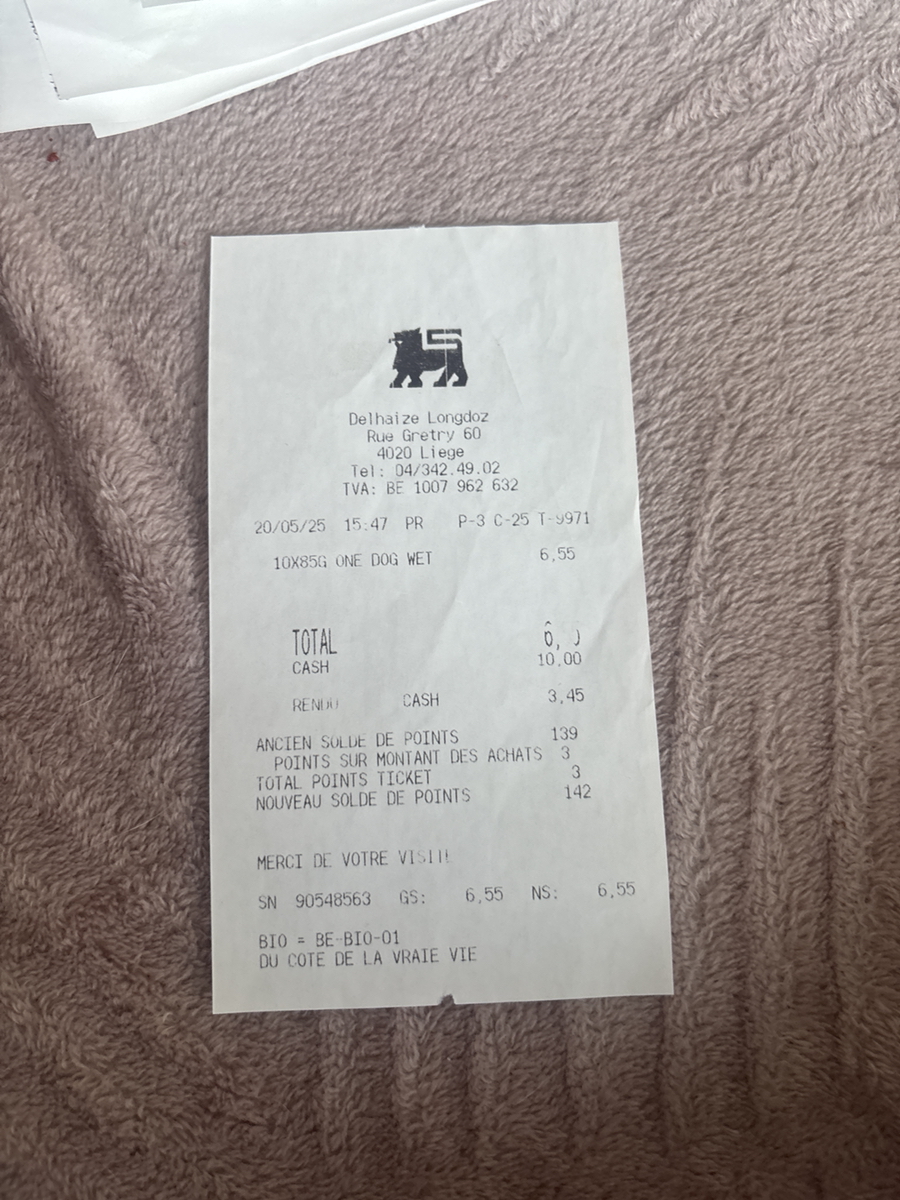 Delhaize Longdoz
Rue Gretry 60
4020 Liege
Tel: 04/342.49.02
TVA: BE 1007 962 632
20/05/25 15:47 PR P-3 C-25 T-9971
10X85G ONE DOG WET 6,55
TOTAL
CASH 10,00
RENDU CASH 3,45
ANCIEN SOLDE DE POINTS 139
POINTS SUR MONTANT DES ACHATS 3
TOTAL POINTS TICKET 3
NOUVEAU SOLDE DE POINTS 142
MERCI DE VOTRE VISITE
SN 90548563 GS: 6,55 NS: 6,55
BIO = BE-BIO-01
DU COTE DE LA VRAIE VIE